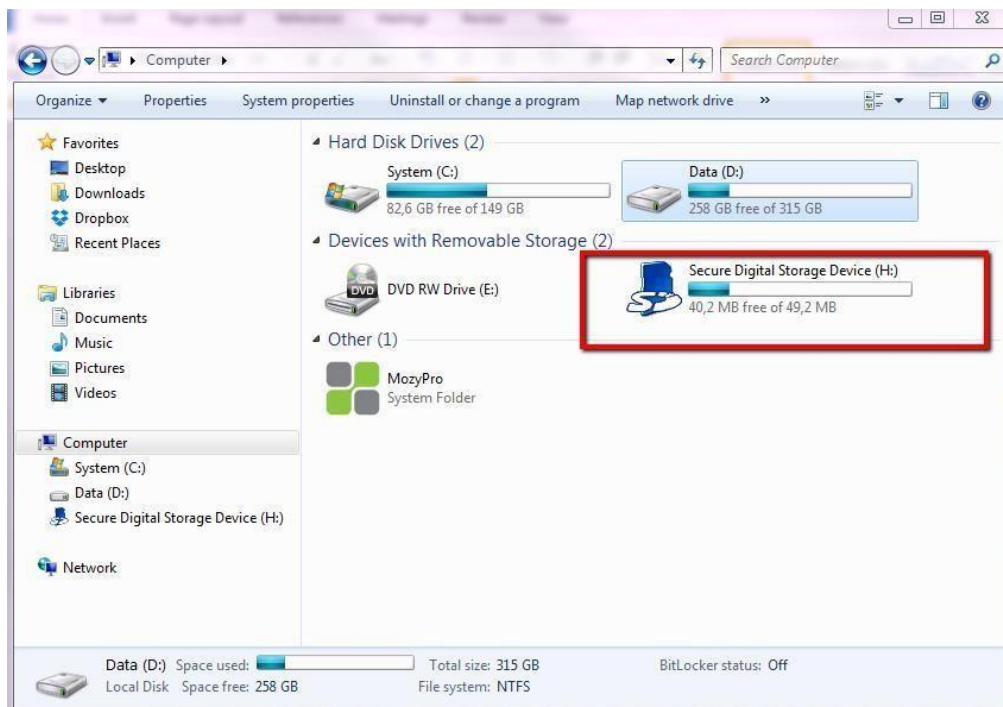 Computer
Search Computer
Organize Properties System properties Uninstall or change a program Map network drive »
Favorites
Desktop
Downloads
Dropbox
Recent Places
Libraries
Documents
Music
Pictures
Videos
Computer
System (C:)
Data (D:)
Secure Digital Storage Device (H:)
Network
Hard Disk Drives (2)
System (C:)
82,6 GB free of 149 GB
Data (D:)
258 GB free of 315 GB
Devices with Removable Storage (2)
DVD
DVD RW Drive (E:)
Secure Digital Storage Device (H:)
40,2 MB free of 49,2 MB
Other (1)
MozyPro
System Folder
Data (D:) Space used: Total size: 315 GB BitLocker status: Off
Local Disk Space free: 258 GB File system: NTFS